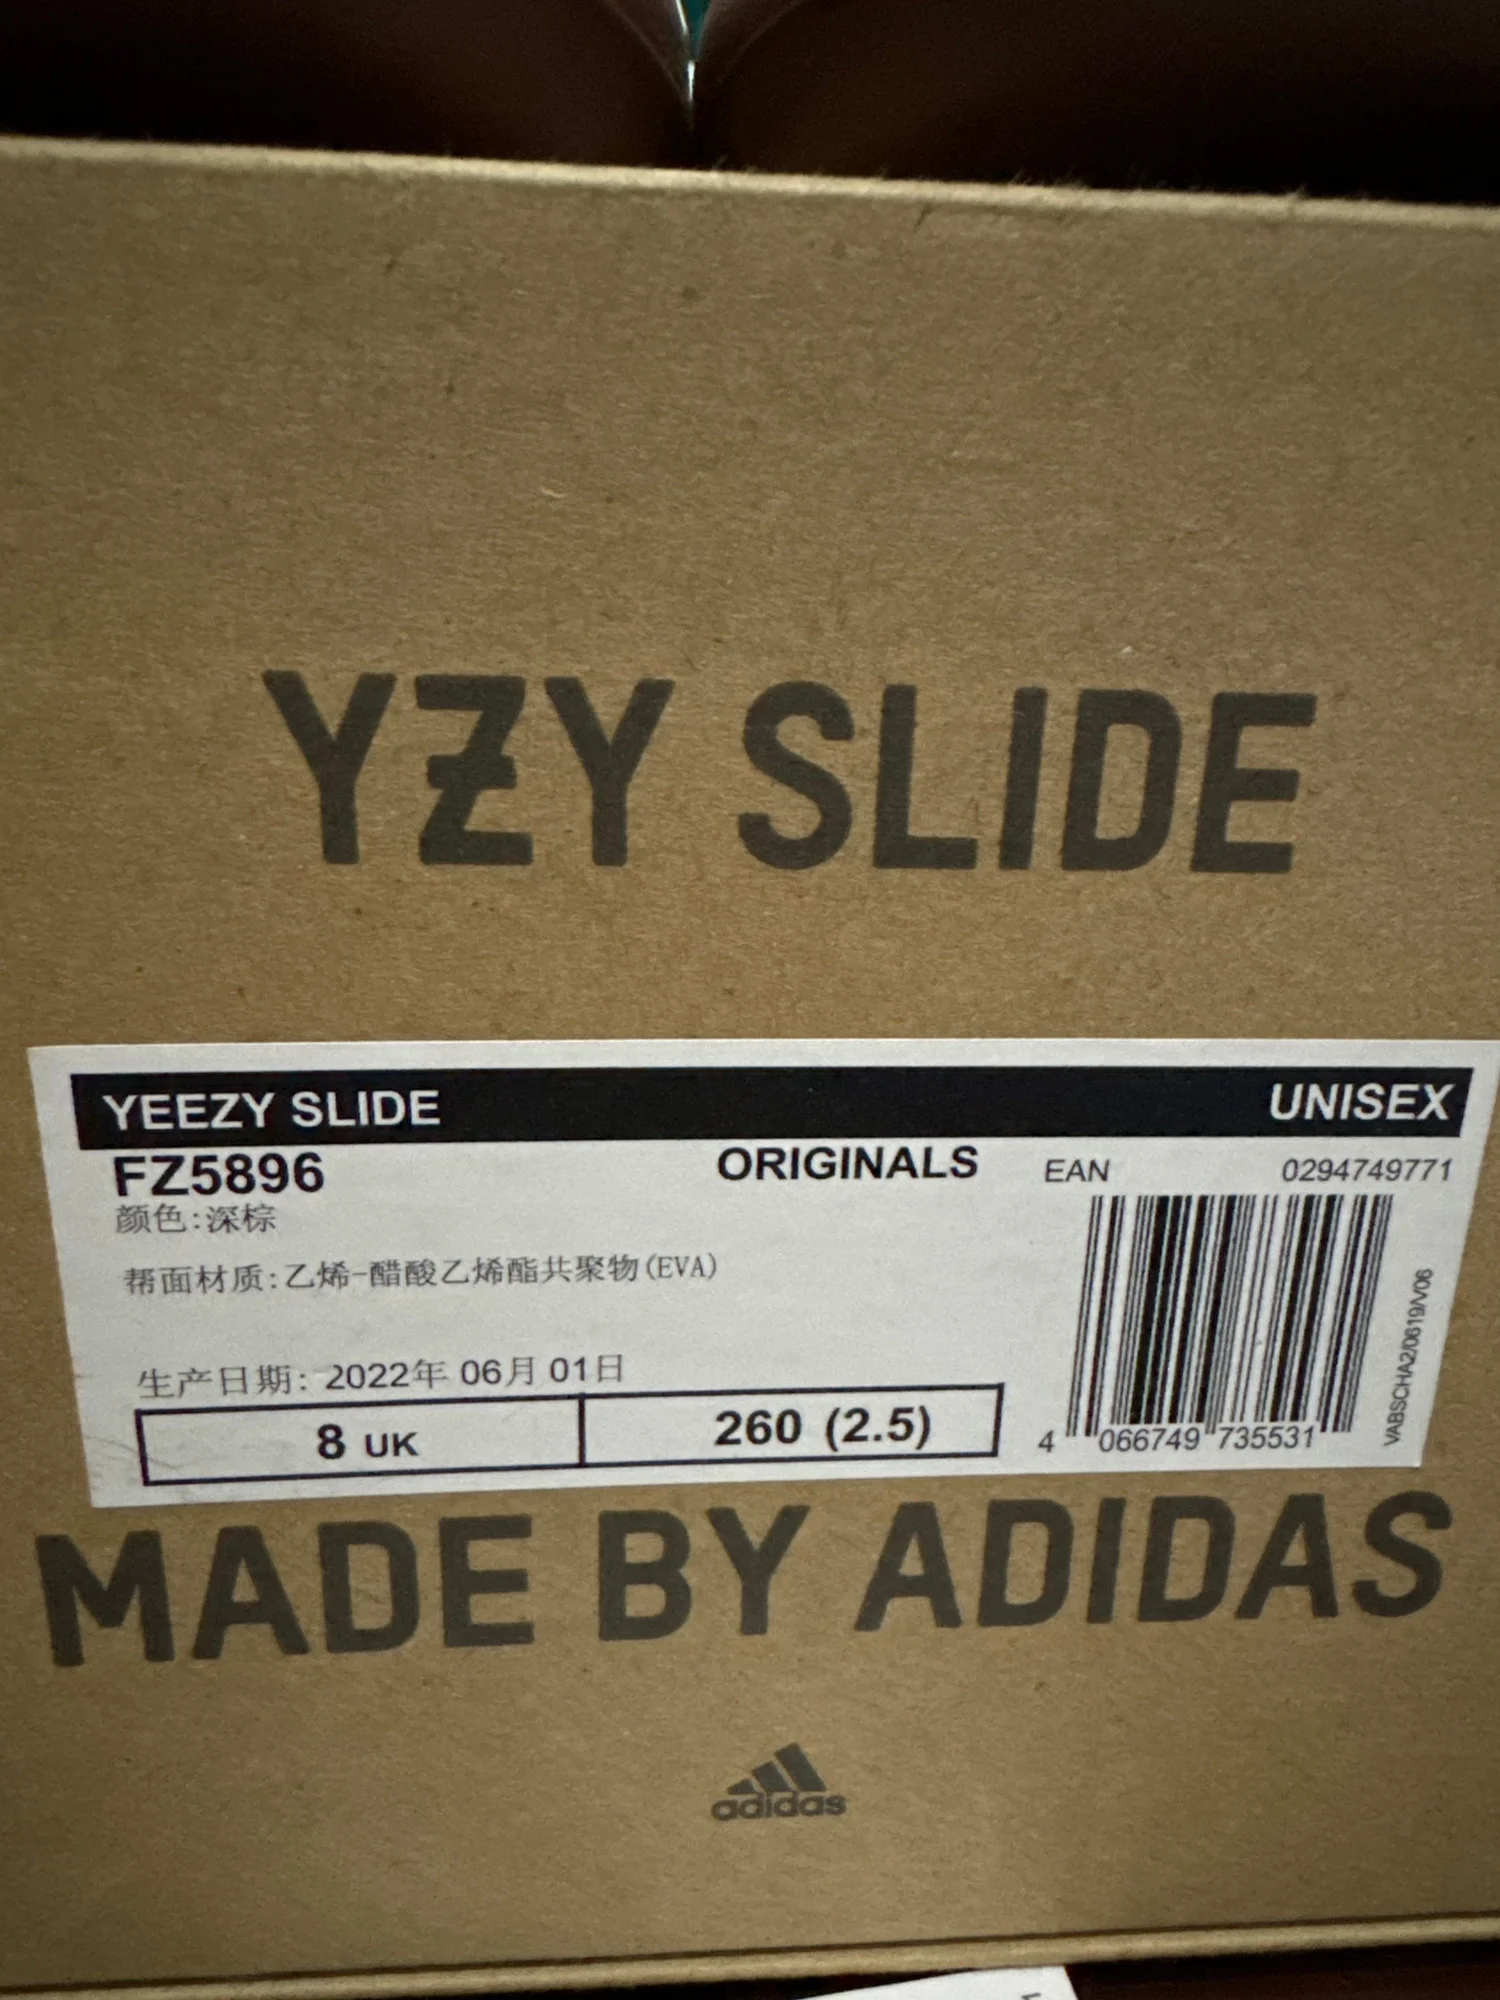 YZY SLIDE
YEEZY SLIDE UNISEX
FZ5896 ORIGINALS EAN 0294749771
颜色:深棕
帮面材质:乙烯-醋酸乙烯酯共聚物(EVA)
生产日期: 2022年 06月 01日
8 UK 260 (2.5)
4 066749 735531
VABSCHA2/0619/V06
MADE BY ADIDAS
adidas